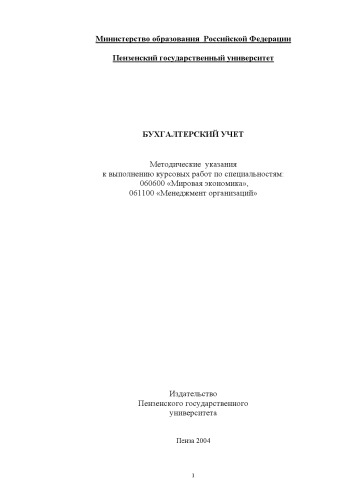 Министерство образования Российской Федерации
Пензенский государственный университет
БУХГАЛТЕРСКИЙ УЧЕТ
Методические указания
к выполнению курсовых работ по специальностям:
060600 «Мировая экономика»,
061100 «Менеджмент организаций»
Издательство
Пензенского государственного
университета
Пенза 2004
1